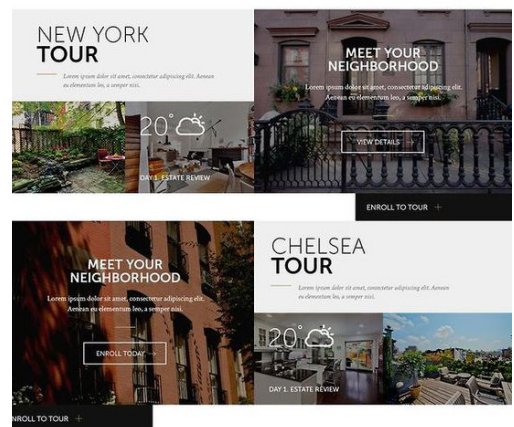 NEW YORK
TOUR
Lorem ipsum dolor sit amet, consectetur adipiscing elit. Aenean
eu elementum leo, a semper nisi.
20°
DAY 1. ESTATE REVIEW
MEET YOUR
NEIGHBORHOOD
Lorem ipsum dolor sit amet, consectetur adipiscing elit.
Aenean eu elementum leo, a semper nisi.
VIEW DETAILS
ENROLL TO TOUR +
MEET YOUR
NEIGHBORHOOD
Lorem ipsum dolor sit amet, consectetur adipiscing elit.
Aenean eu elementum leo, a semper nisi.
ENROLL TODAY
NROLL TO TOUR +
CHELSEA
TOUR
Lorem ipsum dolor sit amet, consectetur adipiscing elit. Aenean
eu elementum leo, a semper nisi.
20°
DAY 1. ESTATE REVIEW